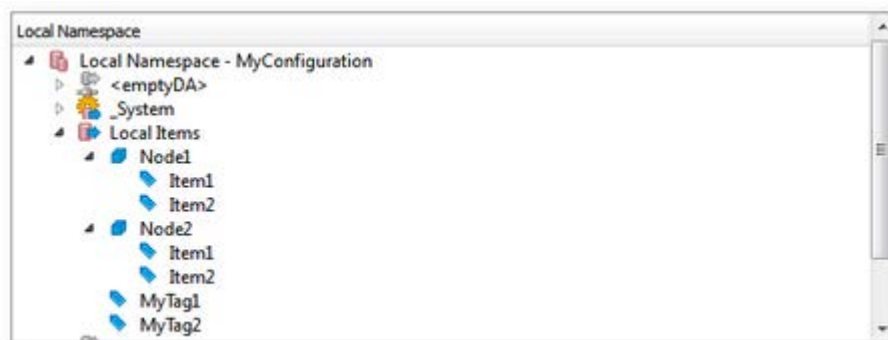 Local Namespace
Local Namespace - MyConfiguration
<emptyDA>
_System
Local Items
Node1
Item1
Item2
Node2
Item1
Item2
MyTag1
MyTag2